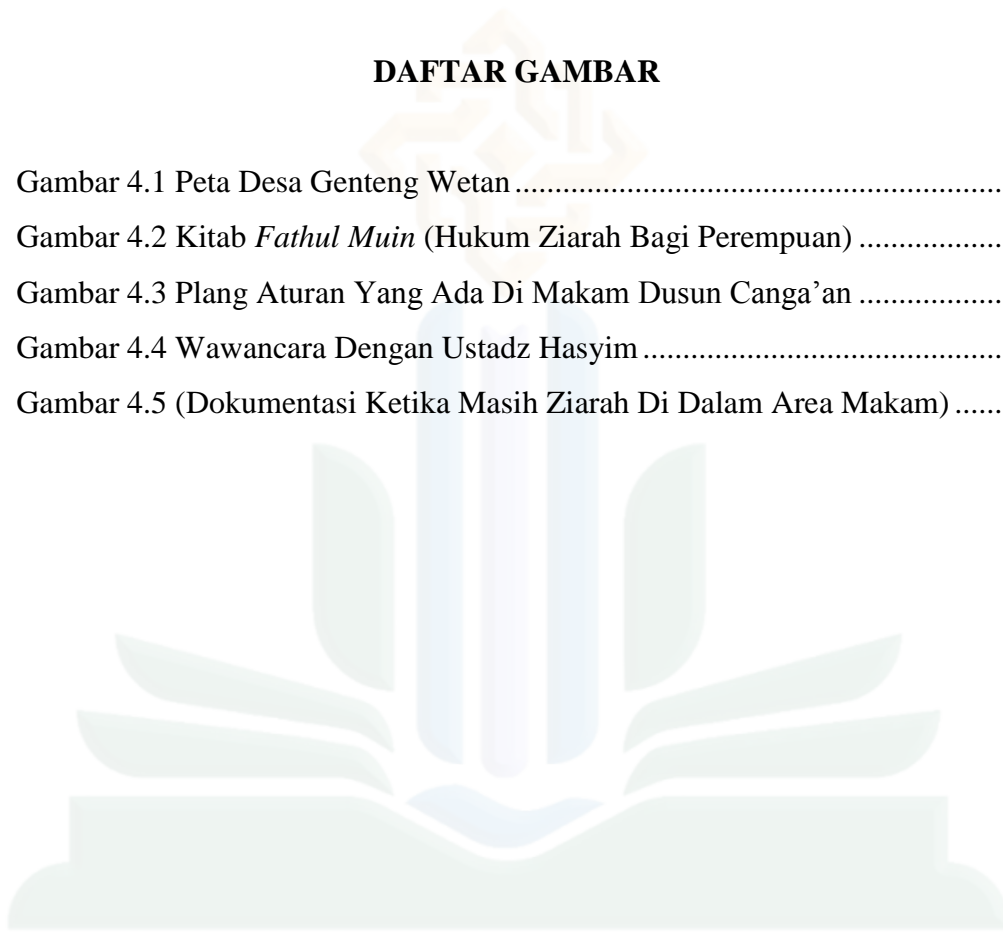 DAFTAR GAMBAR
Gambar 4.1 Peta Desa Genteng Wetan ....................................................
Gambar 4.2 Kitab Fathul Muin (Hukum Ziarah Bagi Perempuan) ..................
Gambar 4.3 Plang Aturan Yang Ada Di Makam Dusun Canga’an ..................
Gambar 4.4 Wawancara Dengan Ustadz Hasyim ......................................
Gambar 4.5 (Dokumentasi Ketika Masih Ziarah Di Dalam Area Makam) ......